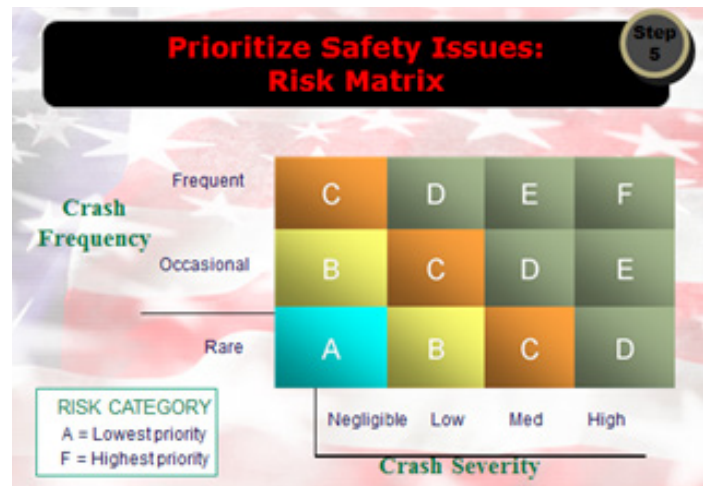 Prioritize Safety Issues:
Risk Matrix
Step
5
Crash
Frequency
Frequent
C D E F
Occasional
B C D E
Rare
A B C D
Negligible Low Med High
Crash Severity
RISK CATEGORY
A = Lowest priority
F = Highest priority